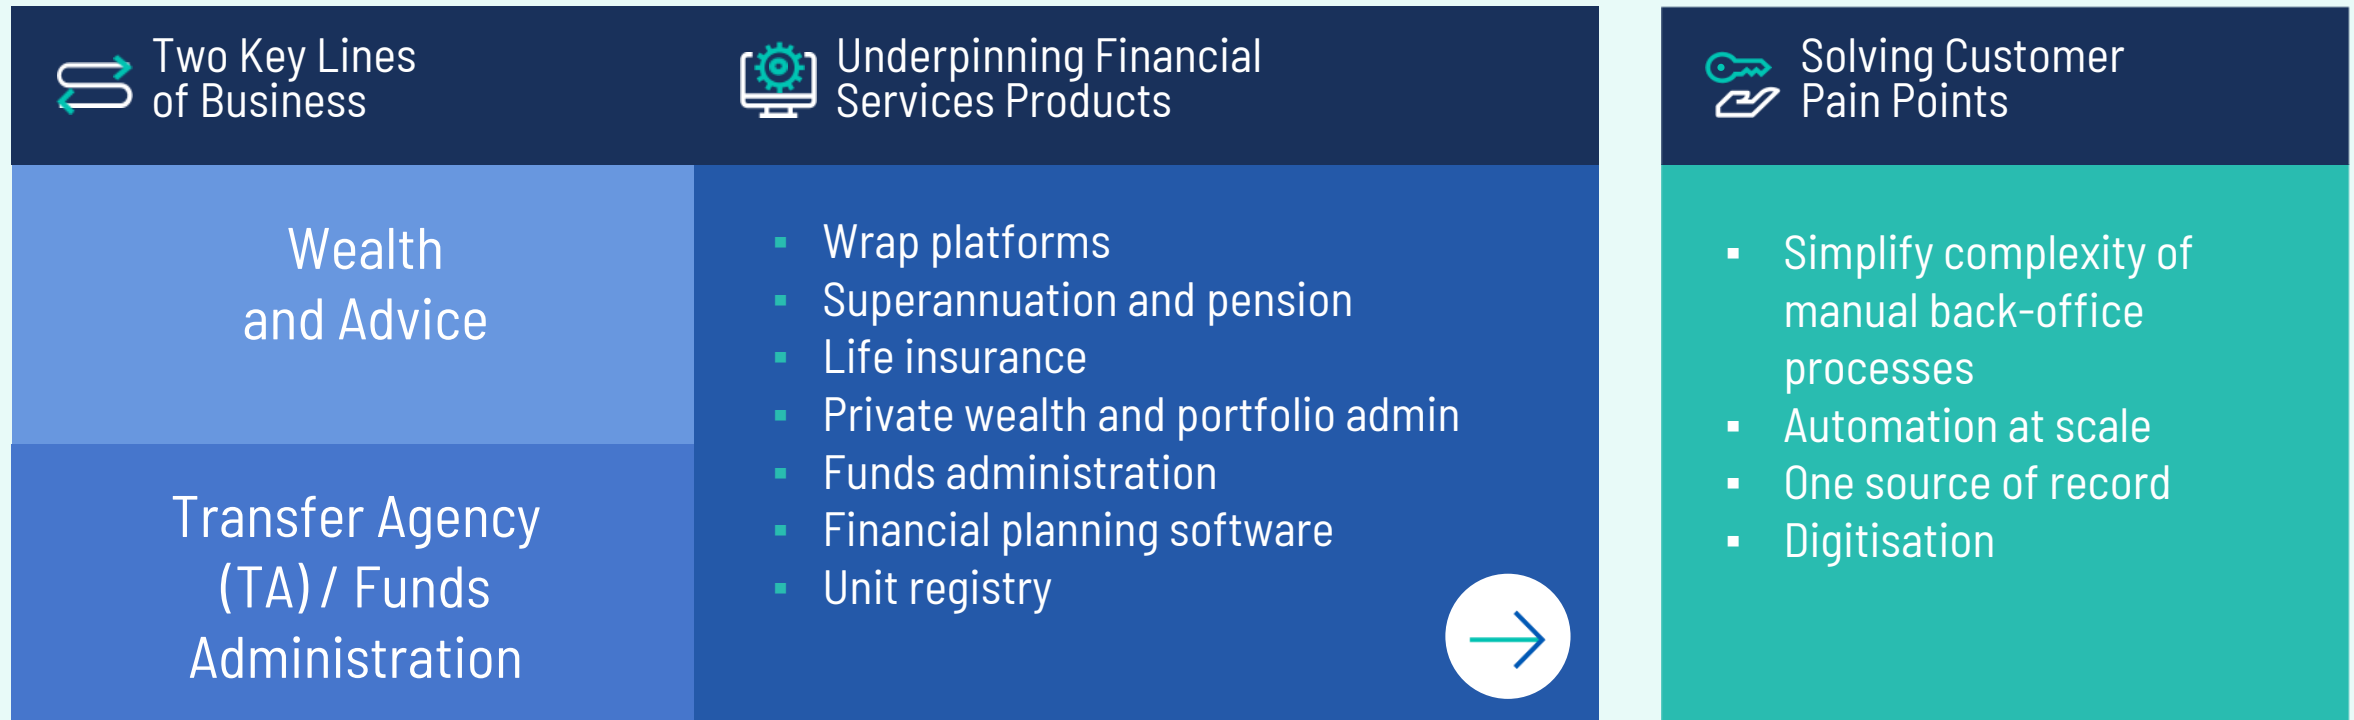 Two Key Lines
of Business
Wealth
and Advice
Transfer Agency
(TA) / Funds
Administration
Underpinning Financial
Services Products
Wrap platforms
Superannuation and pension
Life insurance
Private wealth and portfolio admin
Funds administration
Financial planning software
Unit registry
Solving Customer
Pain Points
Simplify complexity of
manual back-office
processes
Automation at scale
One source of record
Digitisation